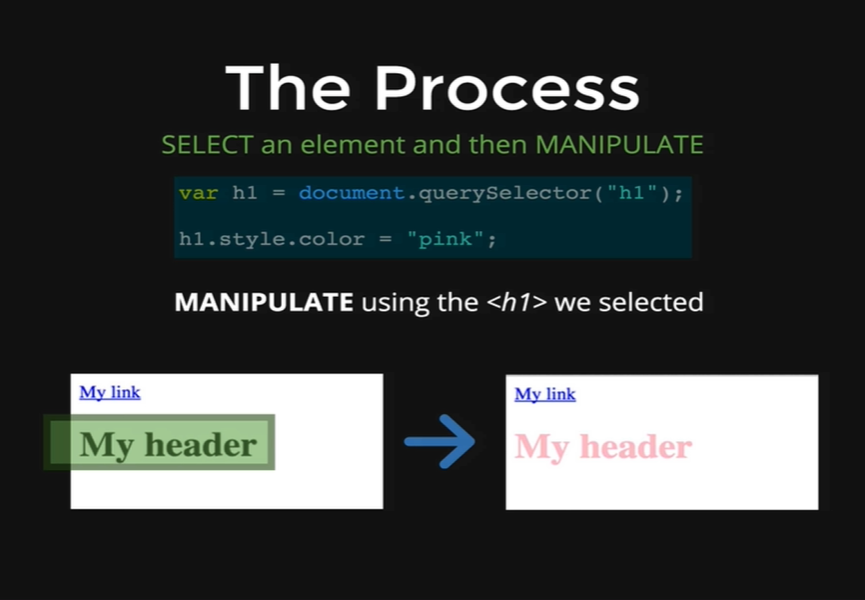 The Process
SELECT an element and then MANIPULATE
var h1 = document.querySelector("h1");
h1.style.color = "pink";
MANIPULATE using the <h1> we selected
My link
My header
My link
My header